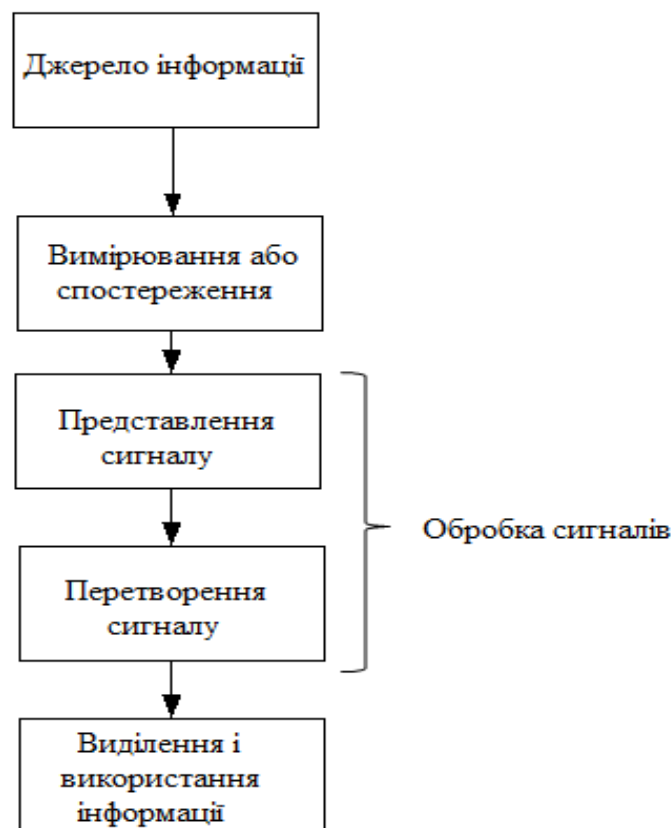 Джерело інформації
Вимірювання або
спостереження
Представлення
сигналу
Обробка сигналів
Перетворення
сигналу
Виділення і
використання
інформації